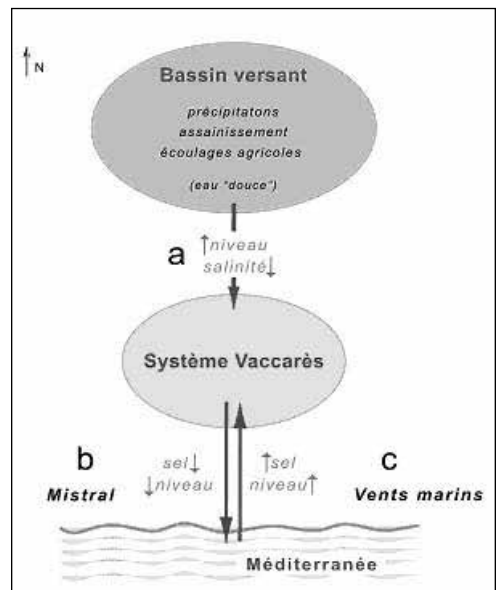 N
Bassin versant
précipitatons
assainissement
écoulages agricoles
(eau "douce")
a
↑niveau
salinité↓
Système Vaccarès
b
sel↓
↓niveau
Mistral
↑sel
niveau↑
c
Vents marins
Méditerranée